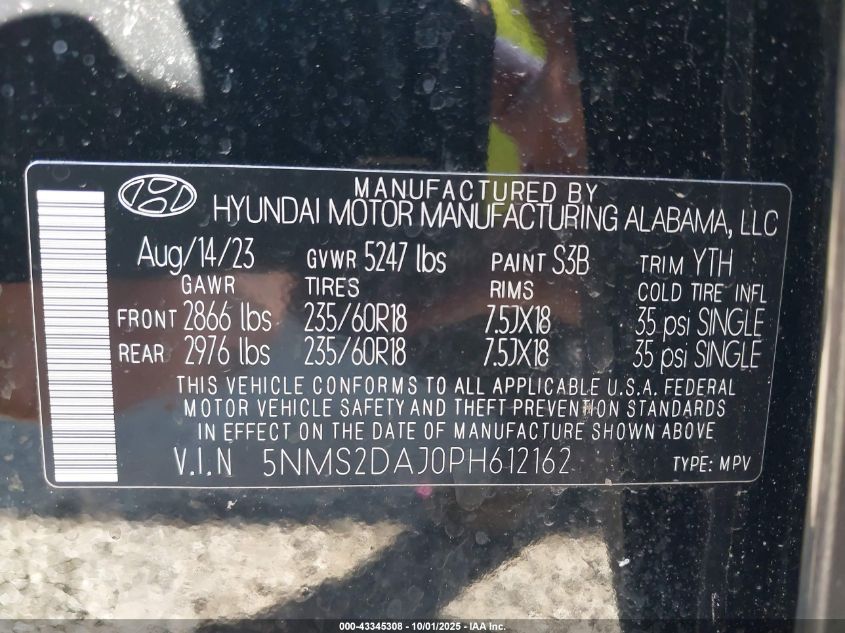 MANUFACTURED BY
HYUNDAI MOTOR MANUFACTURING ALABAMA, LLC
Aug/14/23 GVWR 5247 lbs PAINT S3B TRIM YTH
GAWR TIRES RIMS COLD TIRE INFL
FRONT 2866 lbs 235/60R18 7.5JX18 35 psi SINGLE
REAR 2976 lbs 235/60R18 7.5JX18 35 psi SINGLE
THIS VEHICLE CONFORMS TO ALL APPLICABLE U.S.A. FEDERAL
MOTOR VEHICLE SAFETY AND THEFT PREVENTION STANDARDS
IN EFFECT ON THE DATE OF MANUFACTURE SHOWN ABOVE
V.I.N 5NMS2DAJ0PH612162 TYPE: MPV
000-43345308 - 10/01/2025 - IAA Inc.